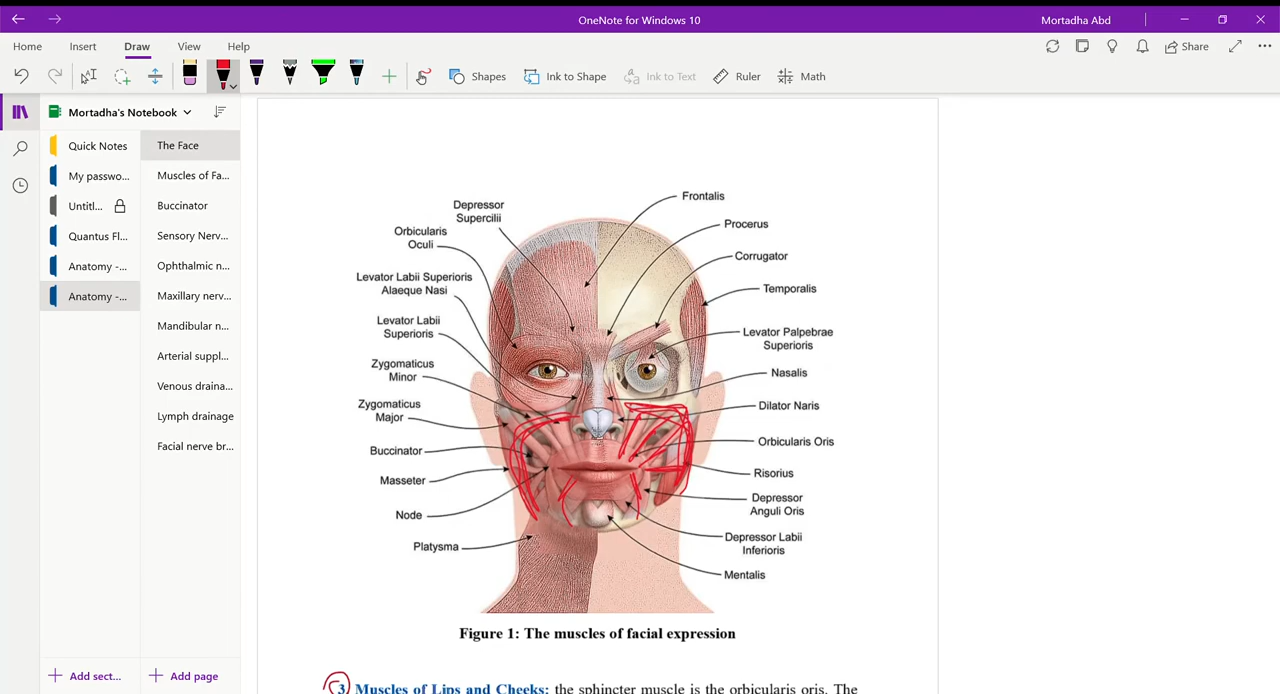 OneNote for Windows 10
Mortadha Abd
Home
Insert
Draw
View
Help
Share
Shapes
Ink to Shape
Ink to Text
Ruler
Math
Mortadha's Notebook
Quick Notes
My passwo...
Untitl...
Quantus Fl...
Anatomy -...
Anatomy -...
Add sect...
The Face
Muscles of Fa...
Buccinator
Sensory Nerv...
Ophthalmic n...
Maxillary nerv...
Mandibular n...
Arterial suppl...
Venous draina...
Lymph drainage
Facial nerve br...
Add page
Depressor
Supercilii
Orbicularis
Oculi
Levator Labii Superioris
Alaeque Nasi
Levator Labii
Superioris
Zygomaticus
Minor
Zygomaticus
Major
Buccinator
Masseter
Node
Platysma
Frontalis
Procerus
Corrugator
Temporalis
Levator Palpebrae
Superioris
Nasalis
Dilator Naris
Orbicularis Oris
Risorius
Depressor
Anguli Oris
Depressor Labii
Inferioris
Mentalis
Figure 1: The muscles of facial expression
3 Muscles of Lips and Cheeks: the sphincter muscle is the orbicularis oris. The